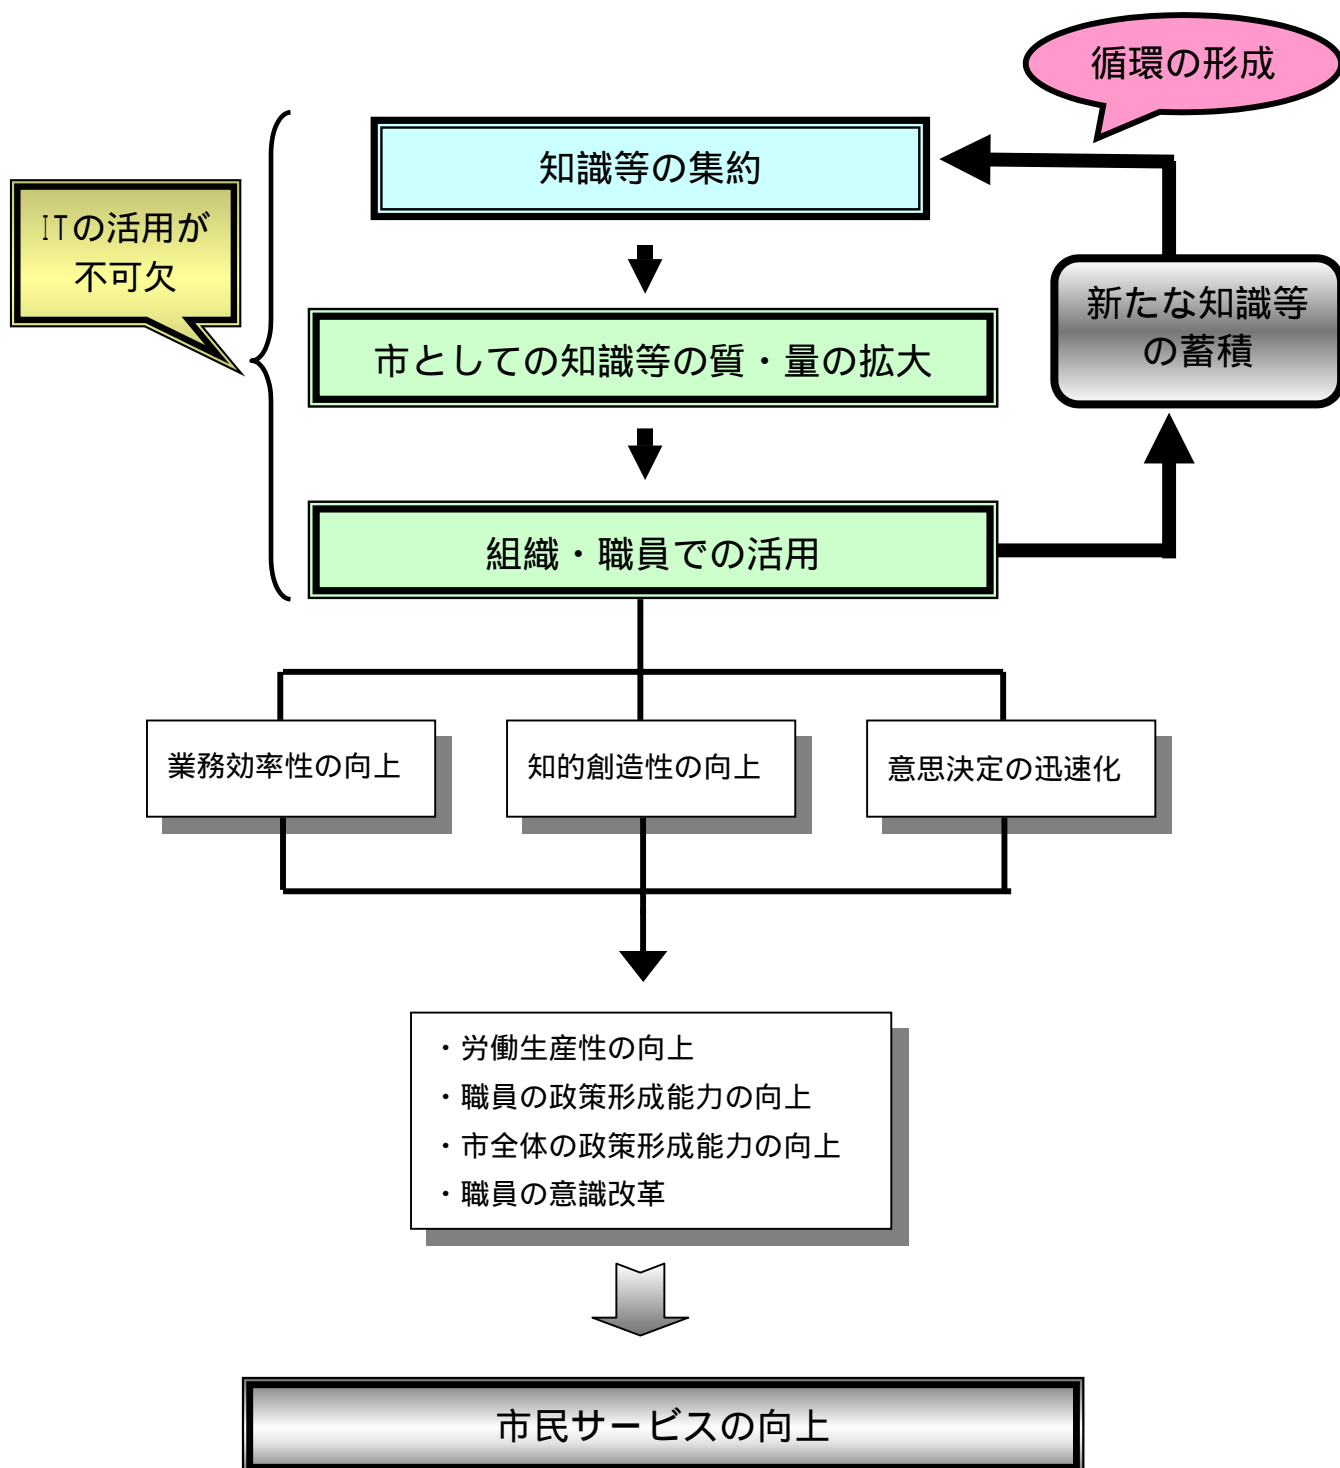 循環の形成
知識等の集約
ITの活用が
不可欠
新たな知識等
の蓄積
市としての知識等の質・量の拡大
組織・職員での活用
業務効率性の向上
知的創造性の向上
意思決定の迅速化
・労働生産性の向上
・職員の政策形成能力の向上
・市全体の政策形成能力の向上
・職員の意識改革
市民サービスの向上